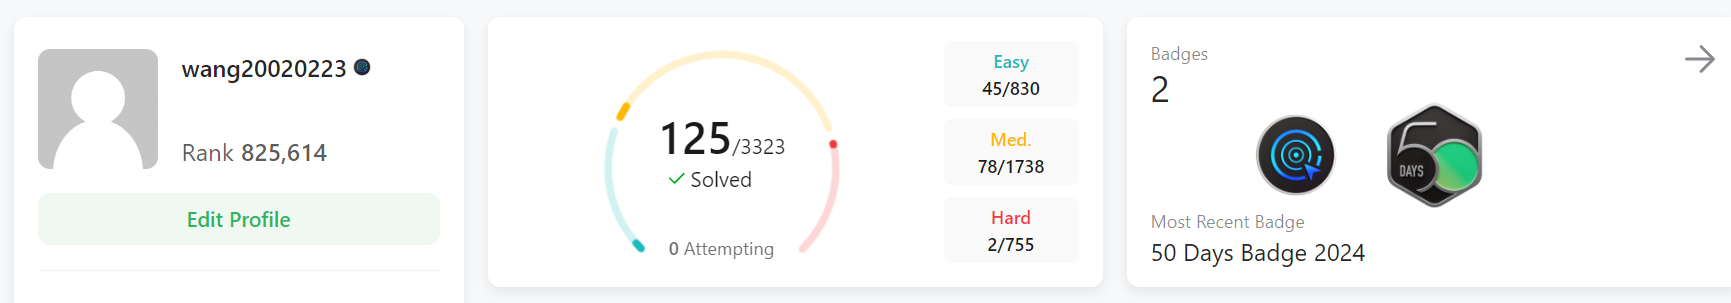 wang20020223
Rank 825,614
Edit Profile
125/3323
Solved
0 Attempting
Easy
45/830
Med.
78/1738
Hard
2/755
Badges
2
50
DAYS
Most Recent Badge
50 Days Badge 2024